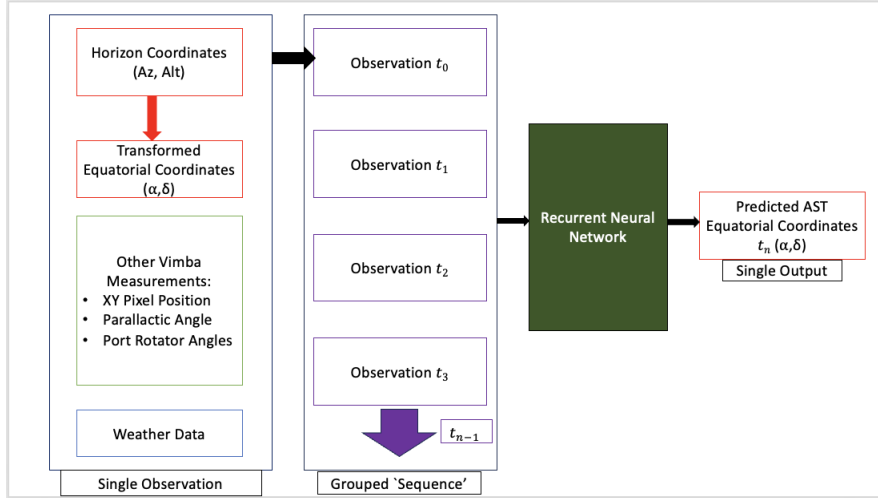 Horizon Coordinates
(Az, Alt)
Transformed
Equatorial Coordinates
(α,δ)
Other Vimba
Measurements:
• XY Pixel Position
• Parallactic Angle
• Port Rotator Angles
Weather Data
Single Observation
Observation t₀
Observation t₁
Observation t₂
Observation t₃
tₙ₋₁
Grouped `Sequence’
Recurrent Neural
Network
Predicted AST
Equatorial Coordinates
tₙ (α,δ)
Single Output